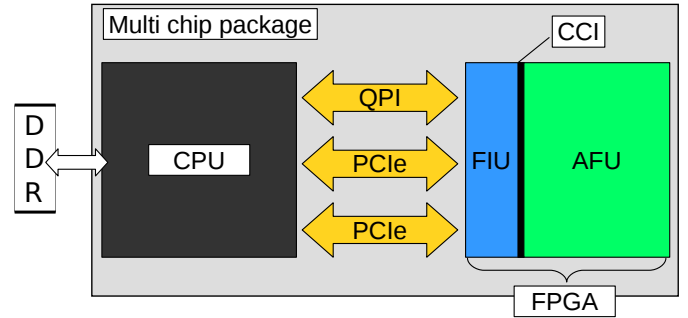 Multi chip package
CCI
QPI
D
D
R
CPU
PCIe
FIU
AFU
PCIe
FPGA